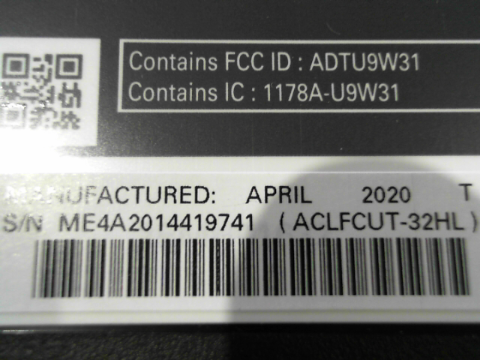 Contains FCC ID : ADTU9W31
Contains IC : 1178A-U9W31
MANUFACTURED: APRIL 2020 T
S/N ME4A2014419741 ( ACLFCUT-32HL )